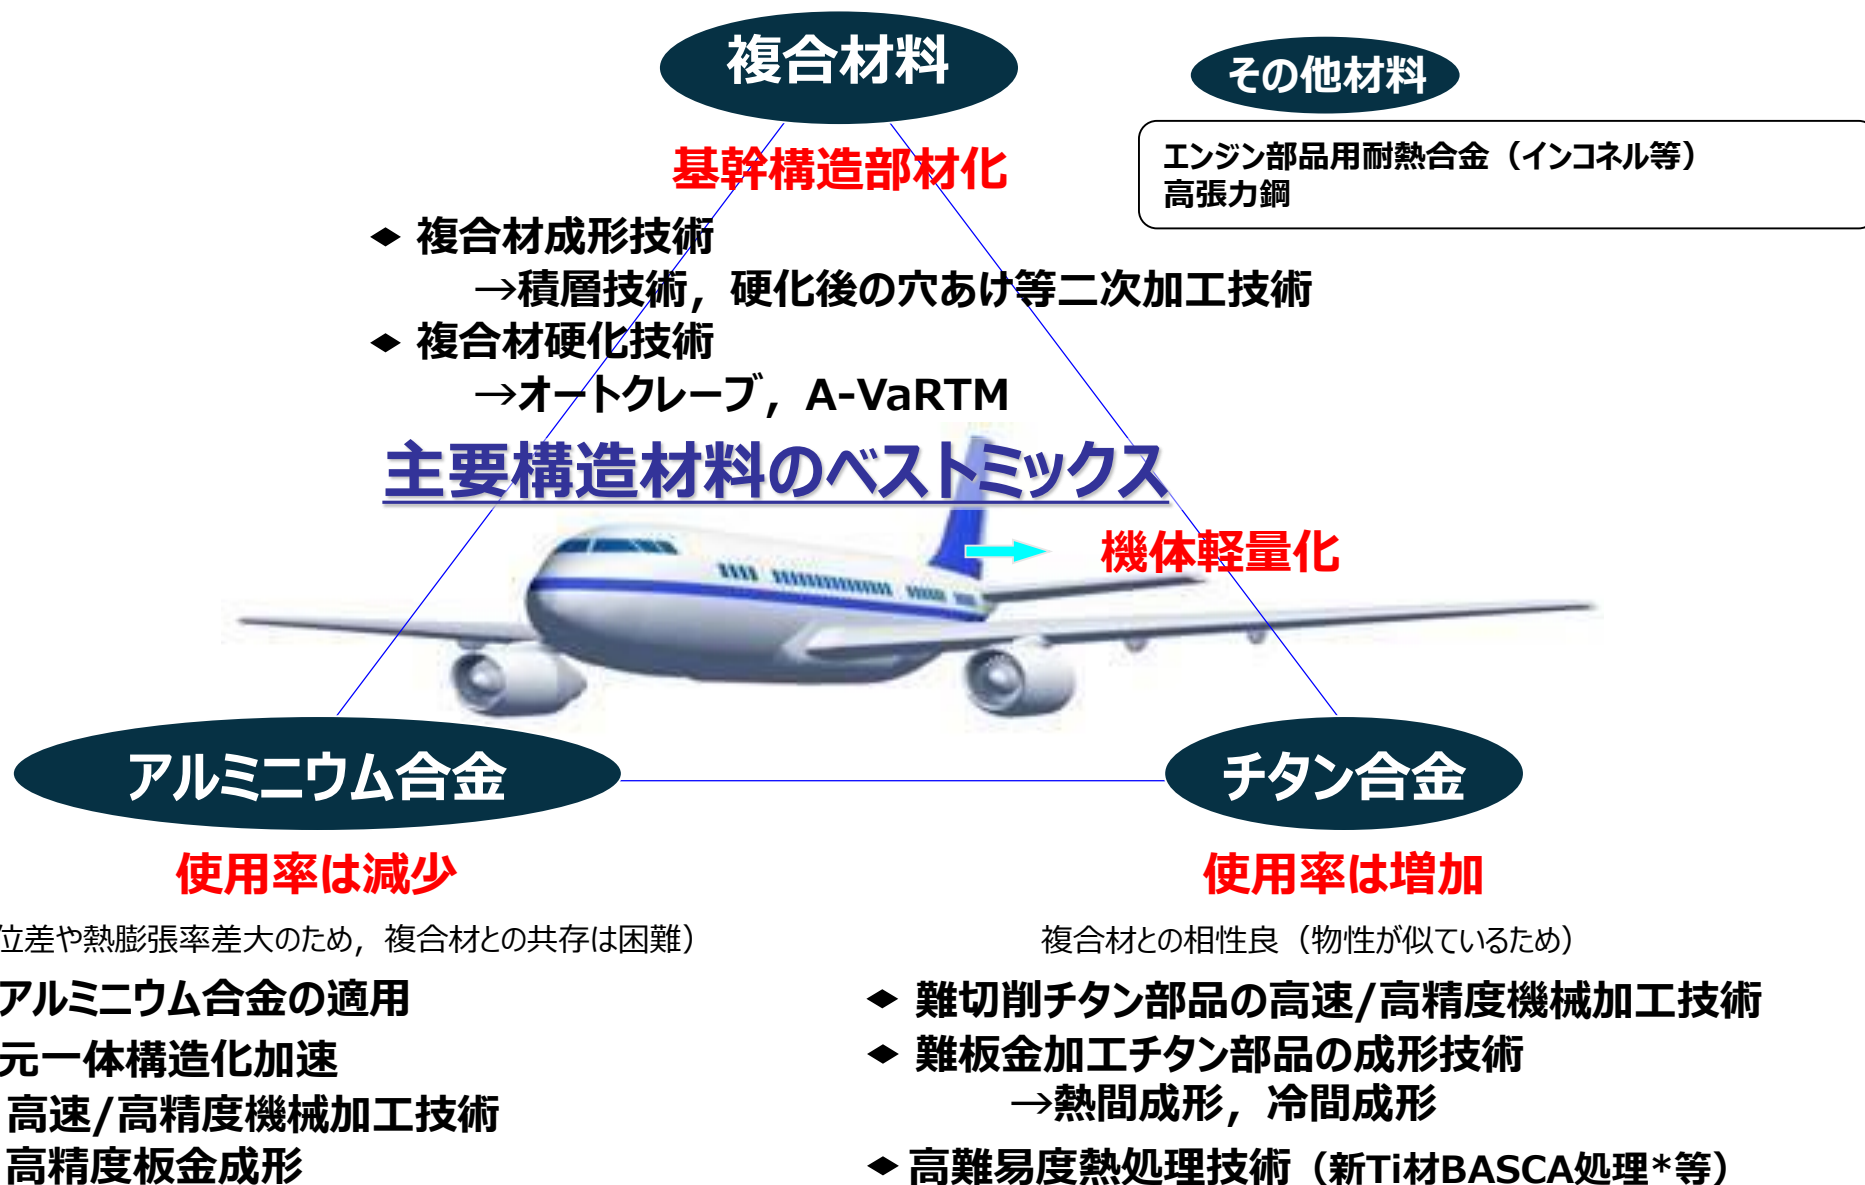 複合材料
その他材料
エンジン部品用耐熱合金（インコネル等）
高張力鋼
基幹構造部材化
◆ 複合材成形技術
→積層技術，硬化後の穴あけ等二次加工技術
◆ 複合材硬化技術
→オートクレーブ，A-VaRTM
主要構造材料のベストミックス
機体軽量化
アルミニウム合金
使用率は減少
位差や熱膨張率差大のため，複合材との共存は困難）
アルミニウム合金の適用
元一体構造化加速
高速/高精度機械加工技術
高精度板金成形
チタン合金
使用率は増加
複合材との相性良（物性が似ているため）
◆ 難切削チタン部品の高速/高精度機械加工技術
◆ 難板金加工チタン部品の成形技術
→熱間成形，冷間成形
◆ 高難易度熱処理技術（新Ti材BASCA処理*等）